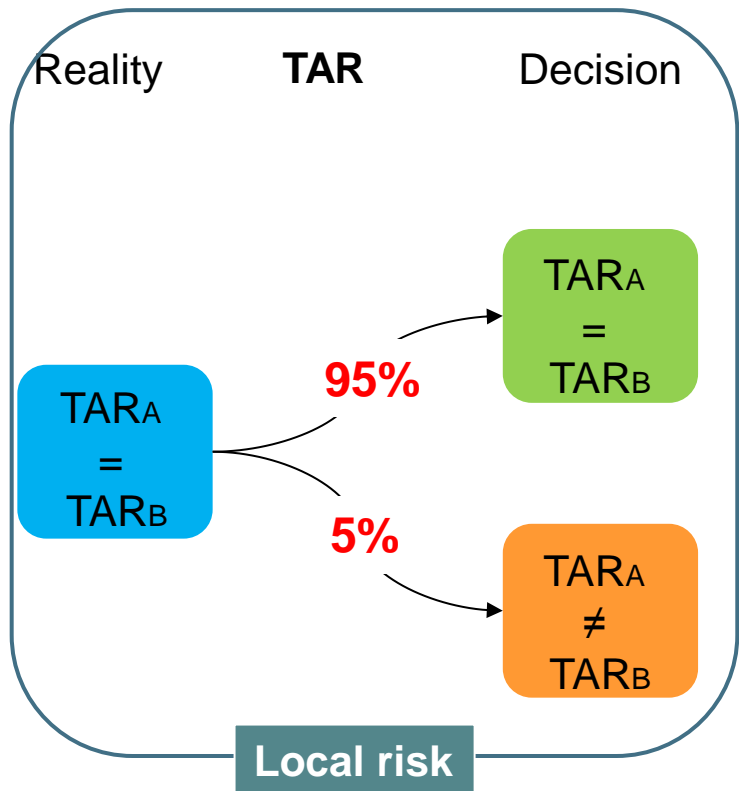 Reality TAR Decision
TARA
=
TARB
95%
TARA
=
TARB
5%
TARA
≠
TARB
Local risk